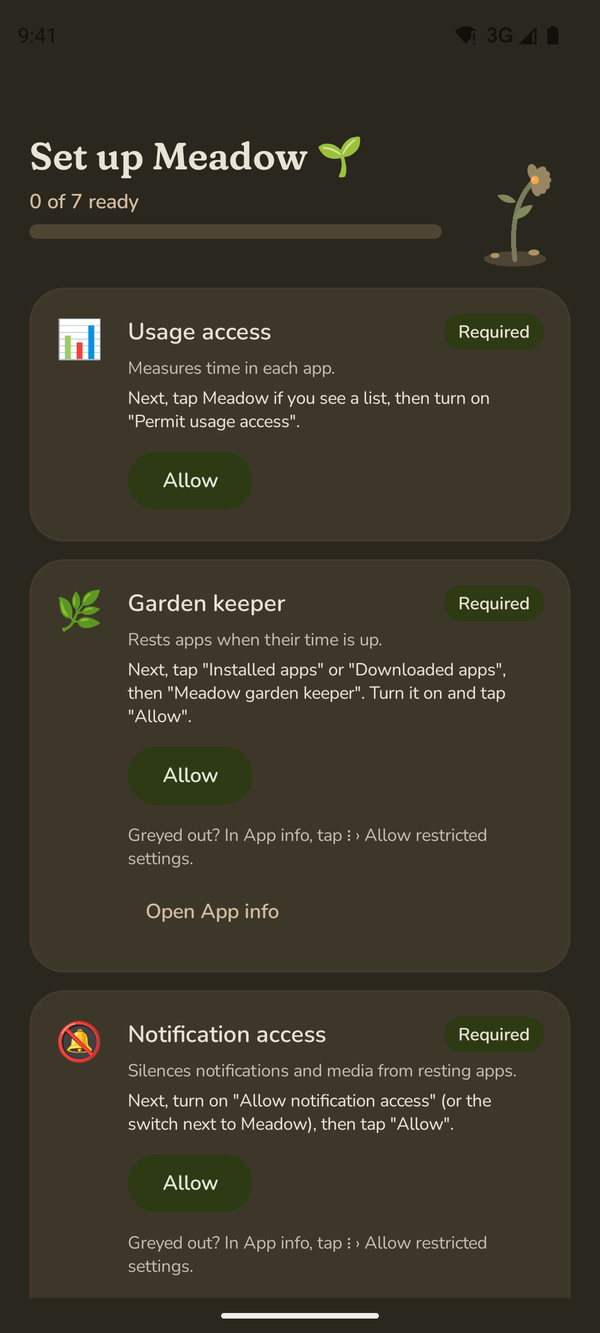 9:41
3G
Set up Meadow 🌱
0 of 7 ready
Usage access
Required
Measures time in each app.
Next, tap Meadow if you see a list, then turn on
"Permit usage access".
Allow
Garden keeper
Required
Rests apps when their time is up.
Next, tap "Installed apps" or "Downloaded apps",
then "Meadow garden keeper". Turn it on and tap
"Allow".
Allow
Greyed out? In App info, tap ⋮ › Allow restricted
settings.
Open App info
Notification access
Required
Silences notifications and media from resting apps.
Next, turn on "Allow notification access" (or the
switch next to Meadow), then tap "Allow".
Allow
Greyed out? In App info, tap ⋮ › Allow restricted
settings.